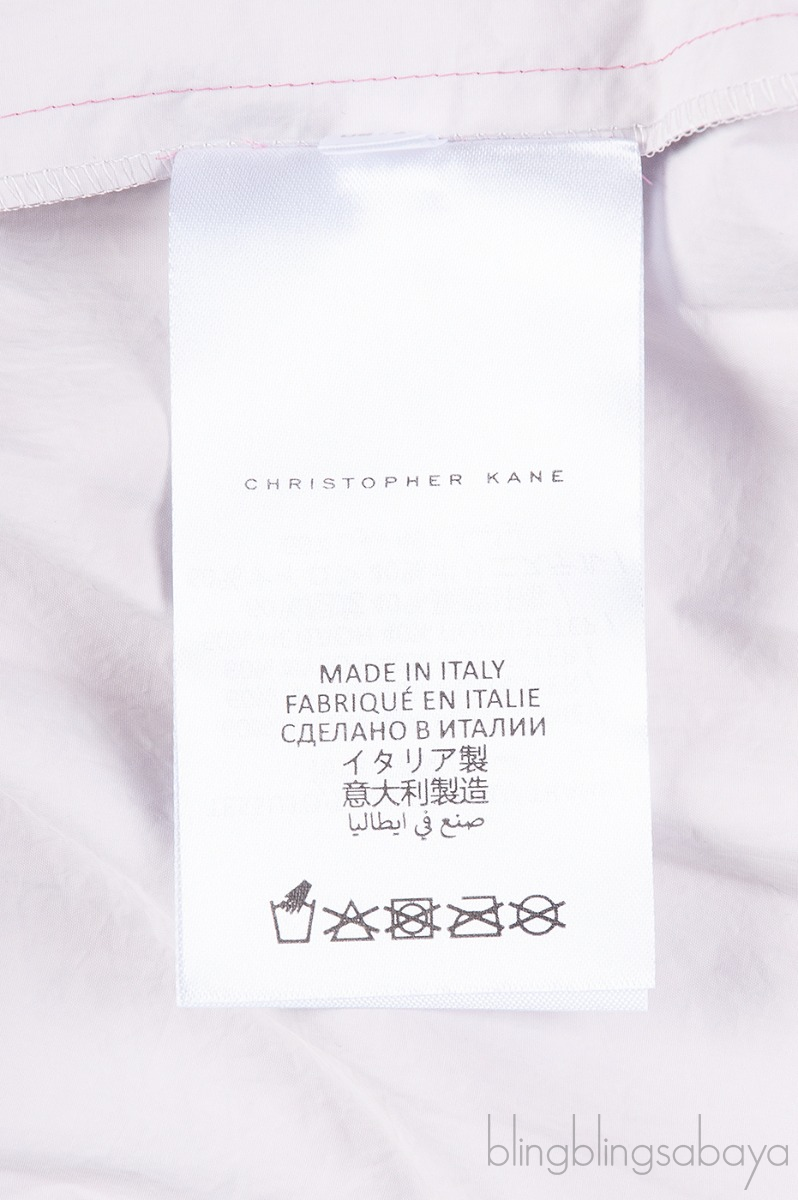 CHRISTOPHER KANE
MADE IN ITALY
FABRIQUÉ EN ITALIE
СДЕЛАНО В ИТАЛИИ
イタリア製
意大利製造
صنع في ايطاليا
blingblingsabaya